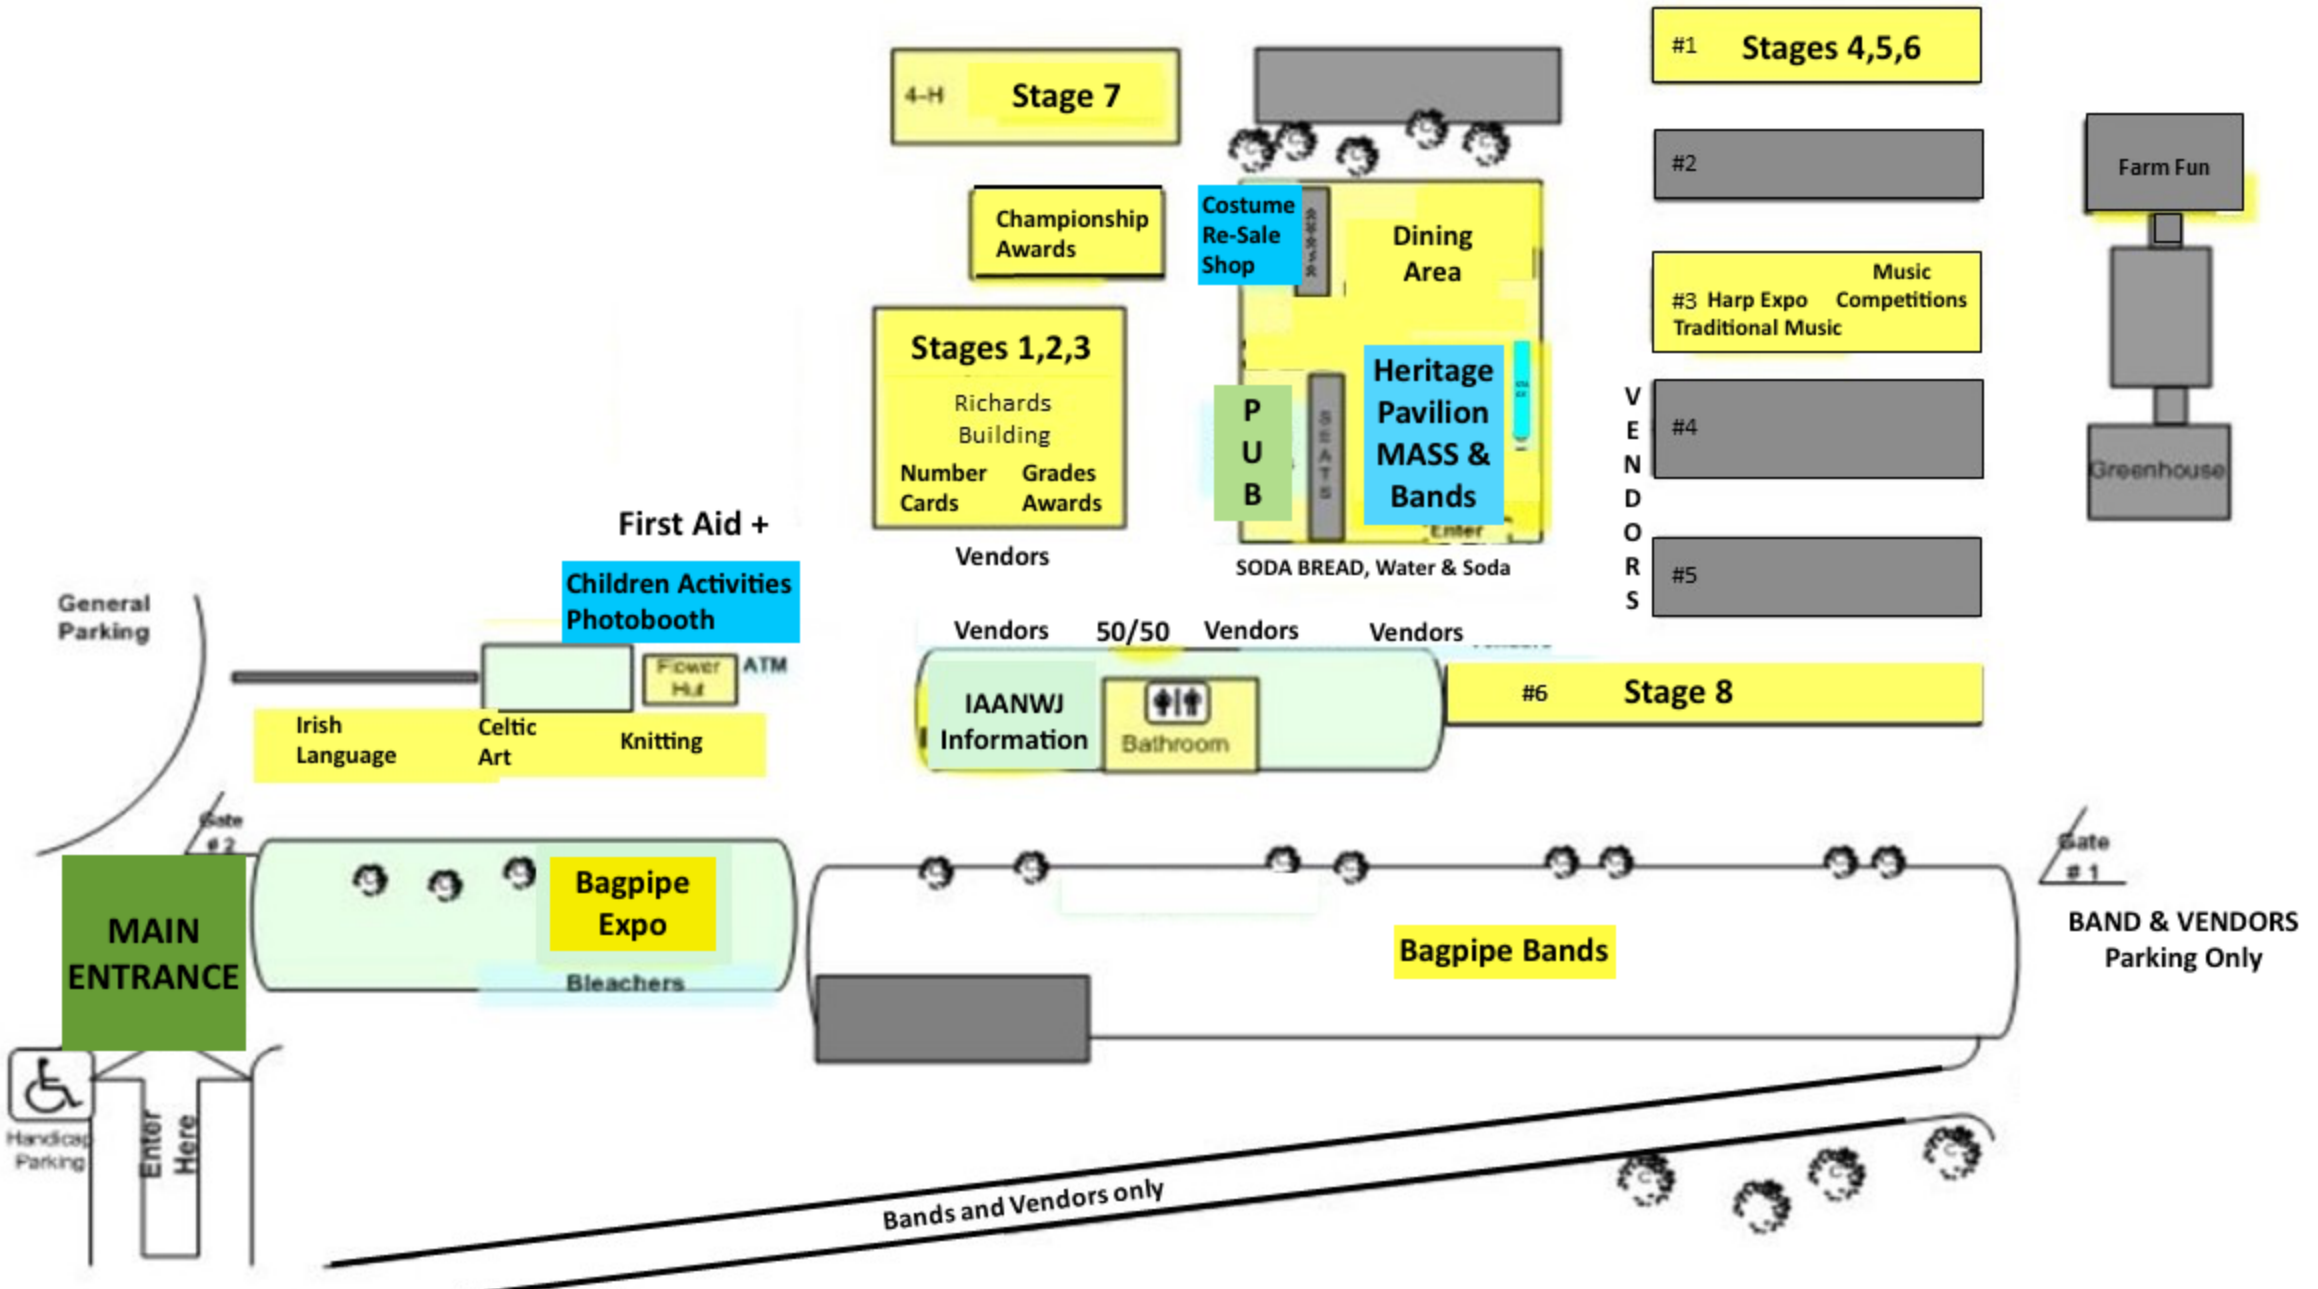 #1 Stages 4,5,6
4-H Stage 7
#2
Farm Fun
Championship
Awards
Costume
Re-Sale
Shop
Dining
Area
#3 Harp Expo
Traditional Music
Music
Competitions
Stages 1,2,3
Richards
Building
Number
Cards
Grades
Awards
PUB
SEATS
Heritage
Pavilion
MASS &
Bands
Enter
VENDORS
#4
Greenhouse
First Aid +
Vendors
SODA BREAD, Water & Soda
#5
General
Parking
Children Activities
Photobooth
Vendors 50/50 Vendors Vendors
Flower
Hut
ATM
IAANWJ
Information
Bathroom
#6 Stage 8
Irish
Language
Celtic
Art
Knitting
Gate
# 2
Gate
# 1
MAIN
ENTRANCE
Bagpipe
Expo
Bleachers
Bagpipe Bands
BAND & VENDORS
Parking Only
Handicap
Parking
Enter
Here
Bands and Vendors only